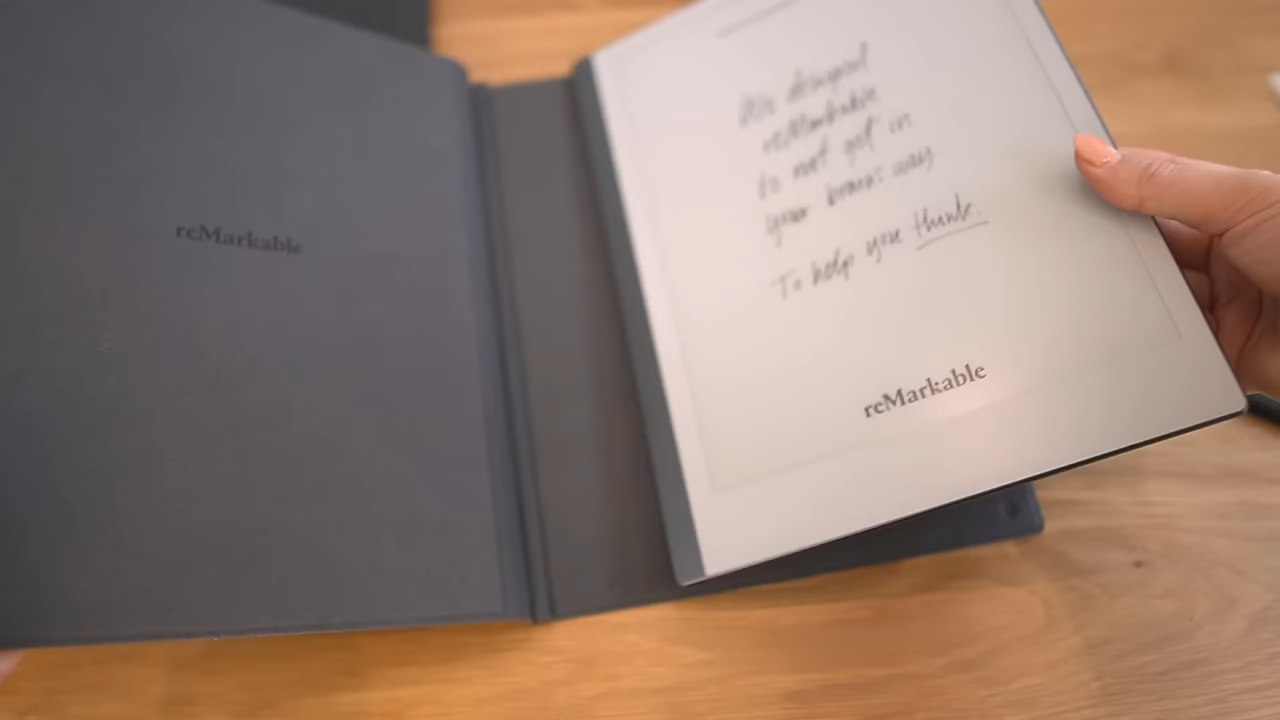 reMarkable
We designed
reMarkable
to not get in
your brain's way
To help you think.
reMarkable